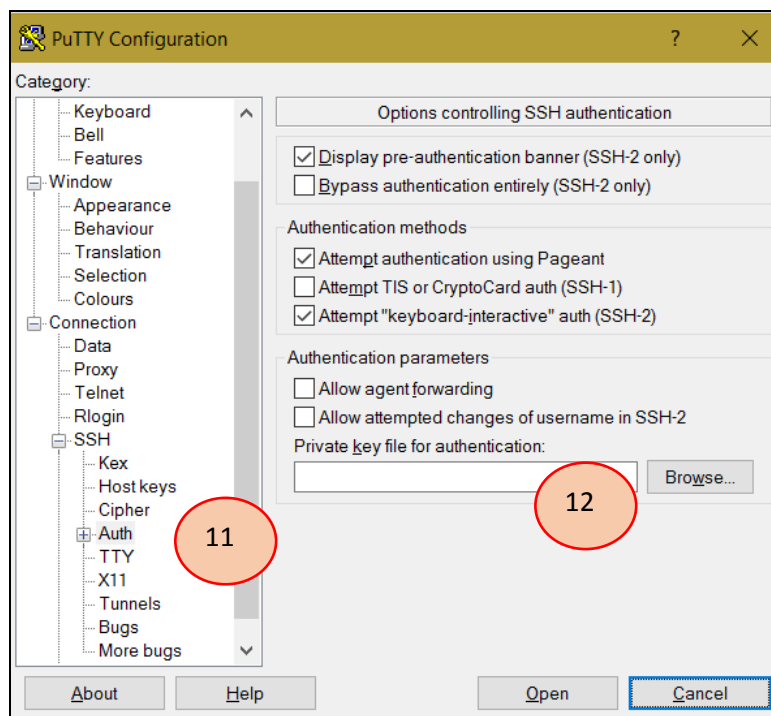 PuTTY Configuration
?
Category:
Keyboard
Bell
Features
Window
Appearance
Behaviour
Translation
Selection
Colours
Connection
Data
Proxy
Telnet
Rlogin
SSH
Kex
Host keys
Cipher
Auth
TTY
X11
Tunnels
Bugs
More bugs
11
Options controlling SSH authentication
Display pre-authentication banner (SSH-2 only)
Bypass authentication entirely (SSH-2 only)
Authentication methods
Attempt authentication using Pageant
Attempt TIS or CryptoCard auth (SSH-1)
Attempt "keyboard-interactive" auth (SSH-2)
Authentication parameters
Allow agent forwarding
Allow attempted changes of username in SSH-2
Private key file for authentication:
12
Browse...
About
Help
Open
Cancel